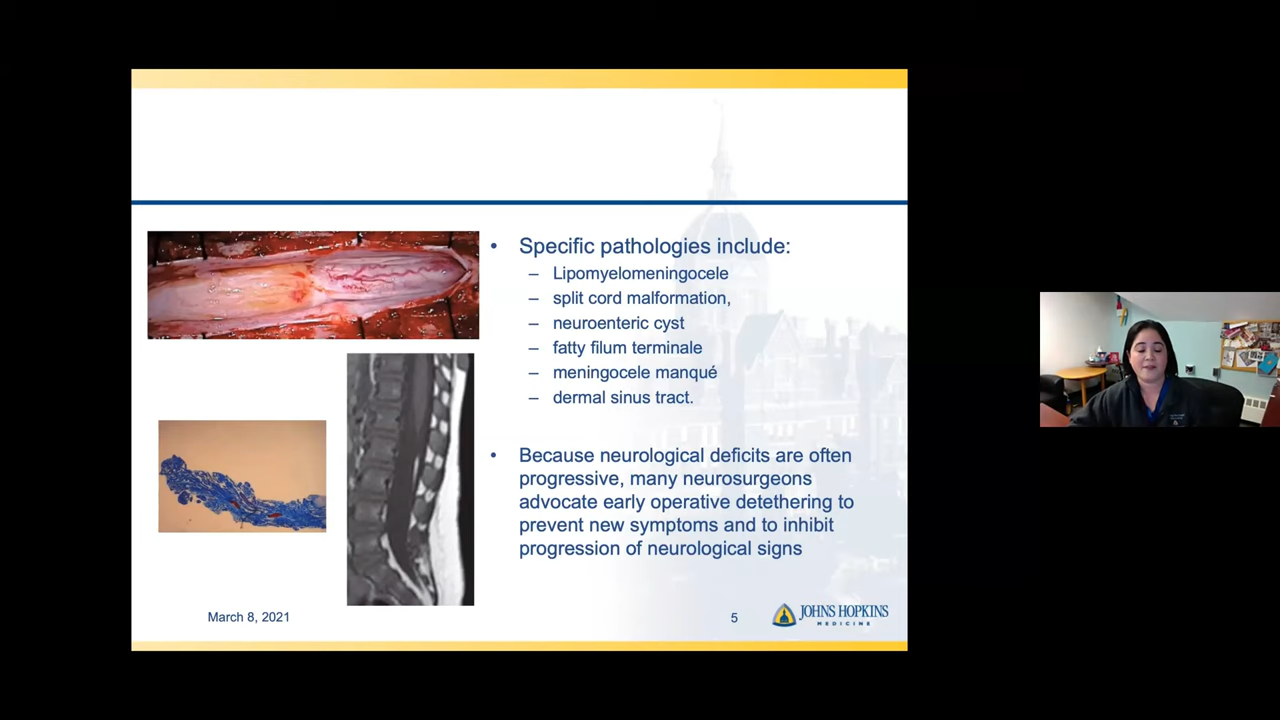 • Specific pathologies include:
– Lipomyelomeningocele
– split cord malformation,
– neuroenteric cyst
– fatty filum terminale
– meningocele manqué
– dermal sinus tract.
• Because neurological deficits are often
progressive, many neurosurgeons
advocate early operative detethering to
prevent new symptoms and to inhibit
progression of neurological signs
March 8, 2021
5
JOHNS HOPKINS
MEDICINE